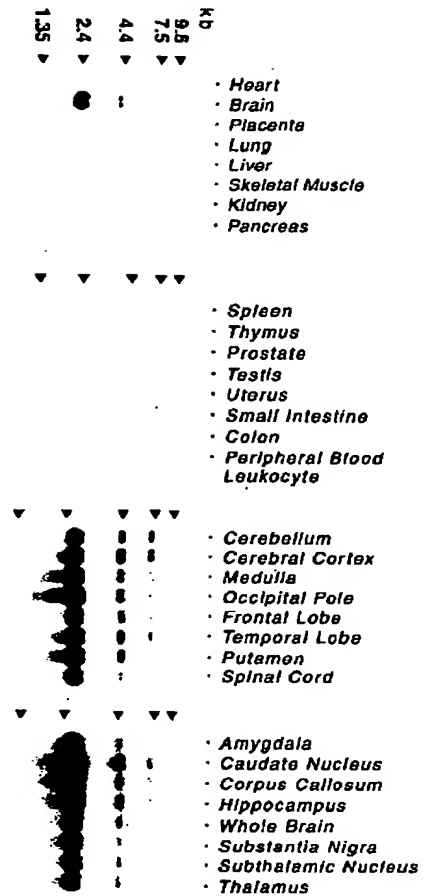 kb
9.5
7.5
4.4
2.4
1.35
· Heart
· Brain
· Placenta
· Lung
· Liver
· Skeletal Muscle
· Kidney
· Pancreas
· Spleen
· Thymus
· Prostate
· Testis
· Uterus
· Small Intestine
· Colon
· Peripheral Blood
Leukocyte
· Cerebellum
· Cerebral Cortex
· Medulla
· Occipital Pole
· Frontal Lobe
· Temporal Lobe
· Putamen
· Spinal Cord
· Amygdala
· Caudate Nucleus
· Corpus Callosum
· Hippocampus
· Whole Brain
· Substantia Nigra
· Subthalamic Nucleus
· Thalamus